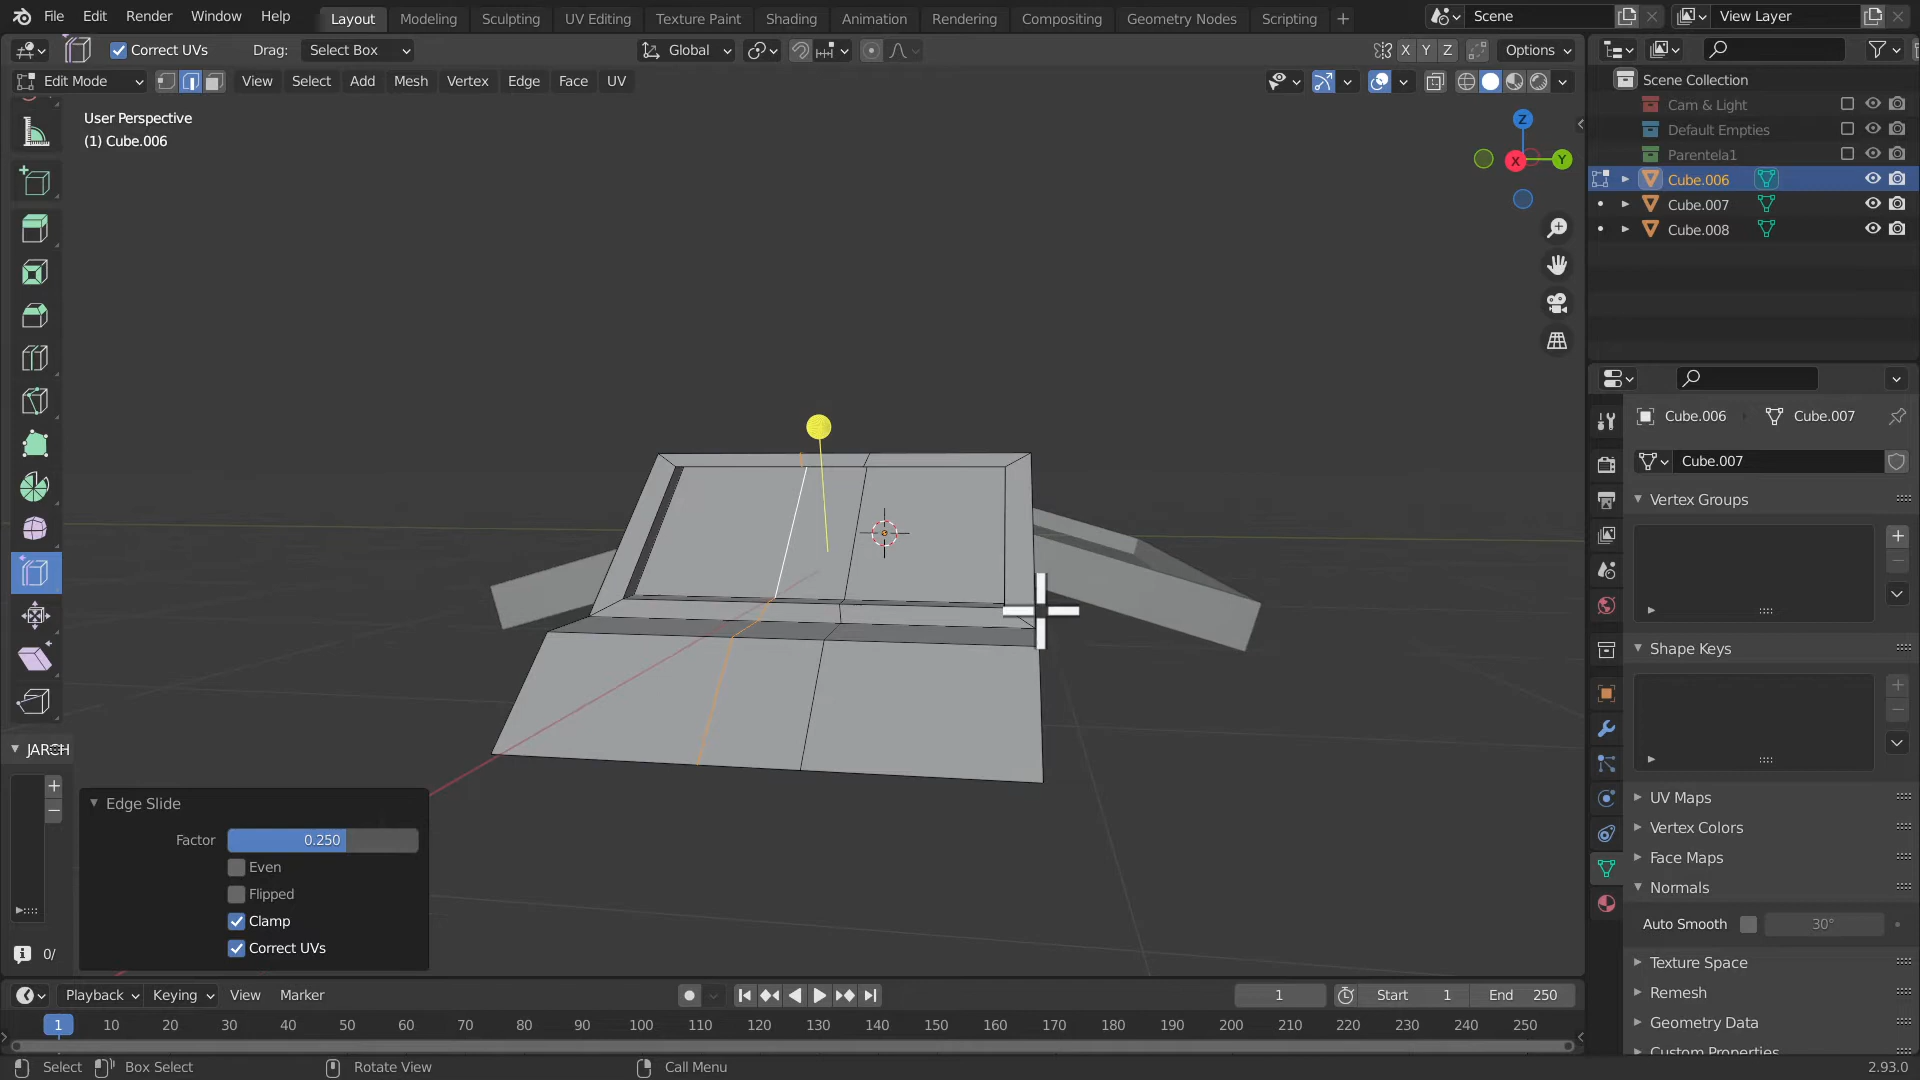 File Edit Render Window Help Layout Modeling Sculpting UV Editing Texture Paint Shading Animation Rendering Compositing Geometry Nodes Scripting + Scene View Layer
Correct UVs Drag: Select Box Global X Y Z Options
Edit Mode View Select Add Mesh Vertex Edge Face UV
User Perspective
(1) Cube.006
Z
X
Y
Scene Collection
Cam & Light
Default Empties
Parentela1
Cube.006
Cube.007
Cube.008
Cube.006 Cube.007
Cube.007
Vertex Groups
Shape Keys
UV Maps
Vertex Colors
Face Maps
Normals
Auto Smooth 30°
Texture Space
Remesh
Geometry Data
Custom Properties
JARCH
0/
Edge Slide
Factor 0.250
Even
Flipped
Clamp
Correct UVs
Playback Keying View Marker 1 Start 1 End 250
1 10 20 30 40 50 60 70 80 90 100 110 120 130 140 150 160 170 180 190 200 210 220 230 240 250
Select Box Select Rotate View Call Menu 2.93.0